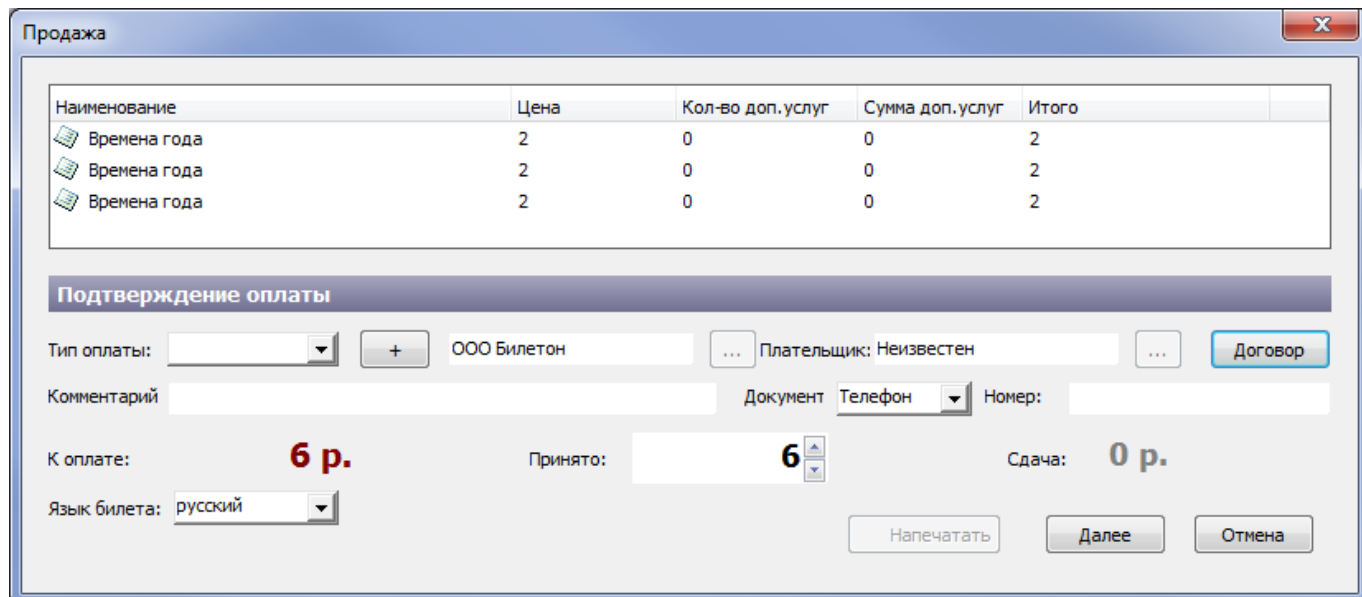 Продажа
Наименование Цена Кол-во доп.услуг Сумма доп.услуг Итого
Времена года 2 0 0 2
Времена года 2 0 0 2
Времена года 2 0 0 2
Подтверждение оплаты
Тип оплаты: + ООО Билетон ... Плательщик: Неизвестен ... Договор
Комментарий Документ Телефон Номер:
К оплате: 6 р. Принято: 6 Сдача: 0 р.
Язык билета: русский
Напечатать Далее Отмена